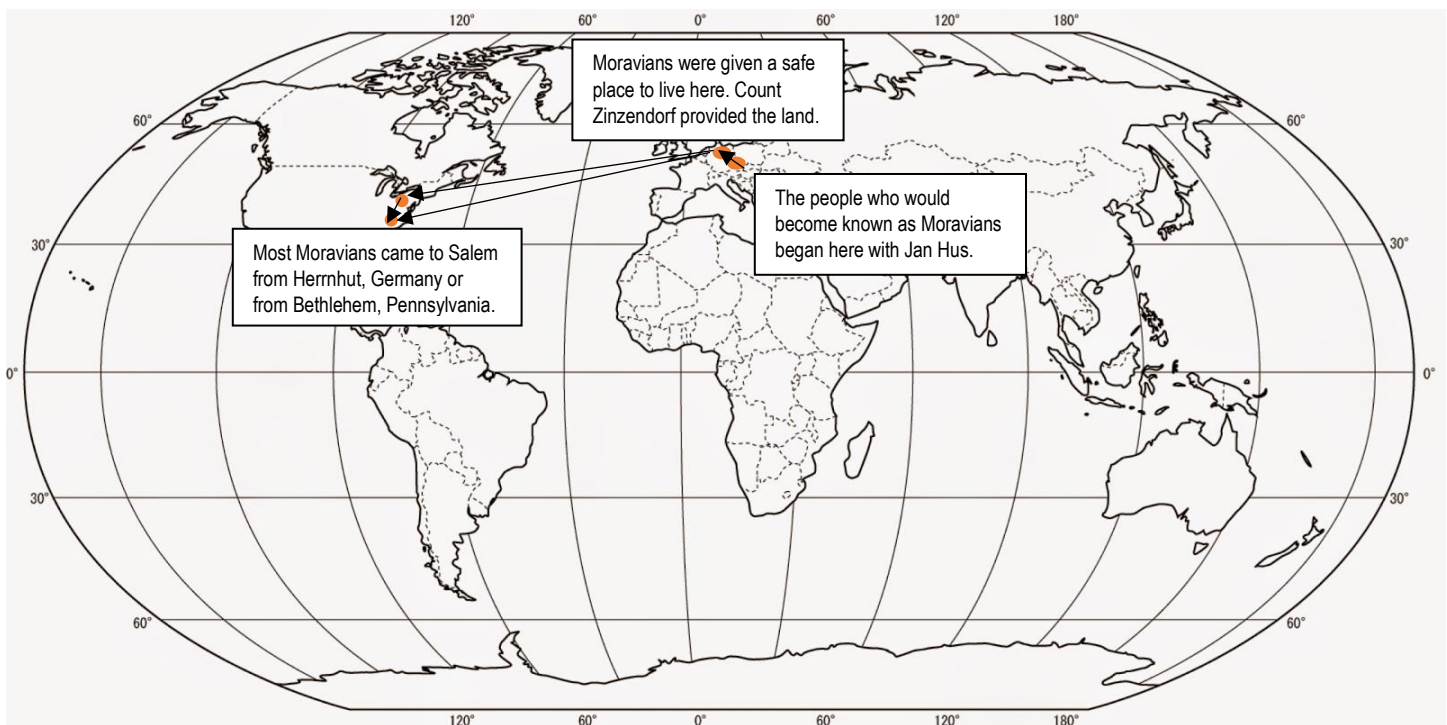 120° 60° 0° 60° 120° 180°
Moravians were given a safe
place to live here. Count
Zinzendorf provided the land.
60° 60°
The people who would
become known as Moravians
began here with Jan Hus.
30° 30°
Most Moravians came to Salem
from Herrnhut, Germany or
from Bethlehem, Pennsylvania.
0° 0°
30° 30°
60° 60°
120° 60° 0° 60° 120° 180°